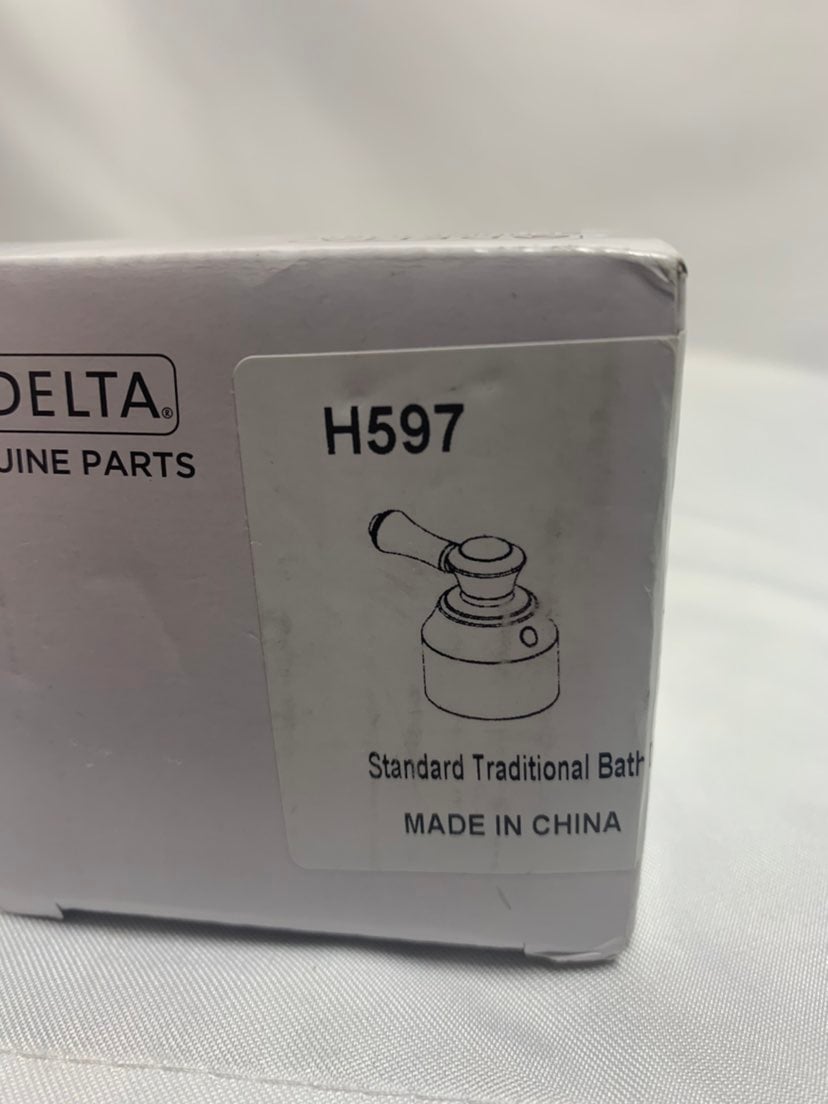 DELTA®
UINE PARTS
H597
Standard Traditional Bath
MADE IN CHINA